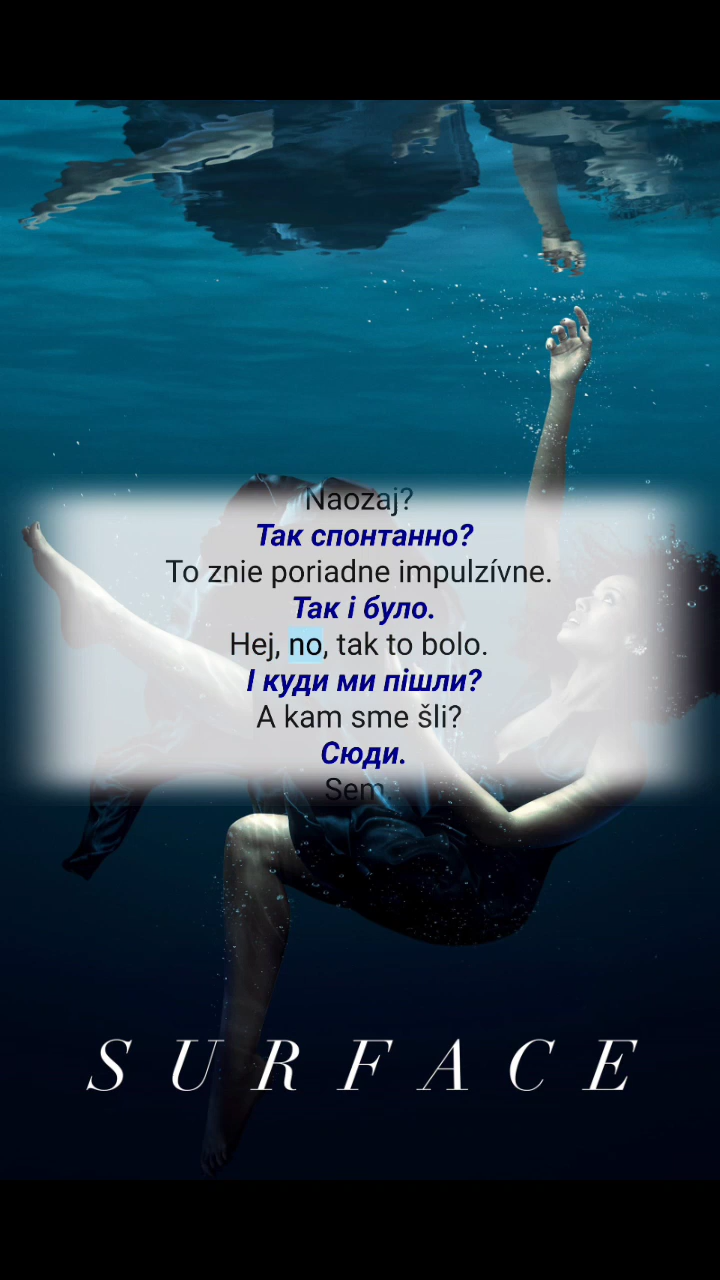 Naozaj?
Так спонтанно?
To znie poriadne impulzívne.
Так і було.
Hej, no, tak to bolo.
І куди ми пішли?
A kam sme šli?
Сюди.
Sem
SURFACE